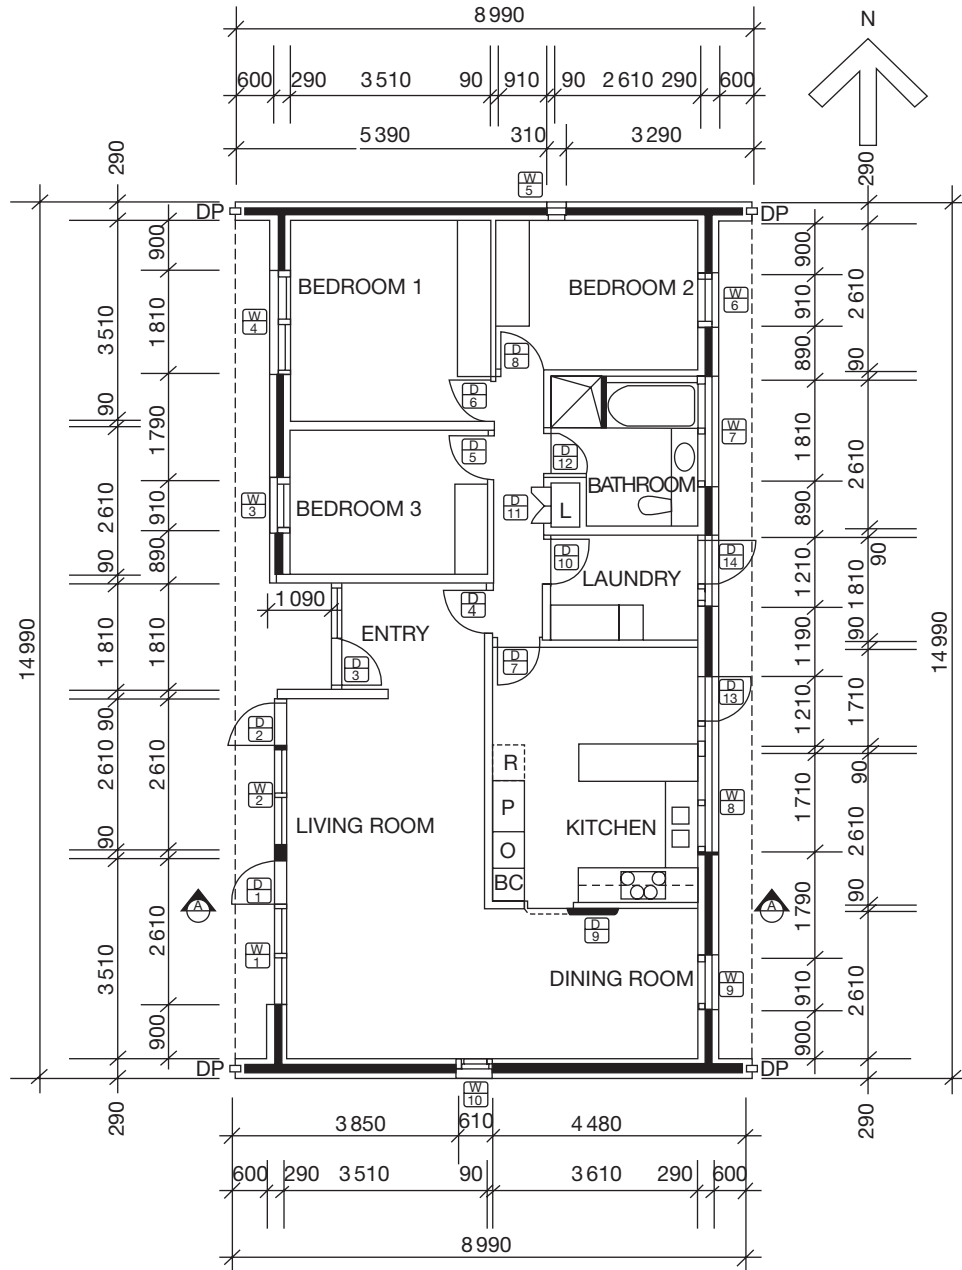 8 990
N
600 290 3 510 90 910 90 2 610 290 600
5 390 310 3 290
290
290
W
5
DP
DP
900
900
BEDROOM 1
BEDROOM 2
W
4
W
6
3 510
1 810
910
2 610
D
8
890
90
D
6
90
1 790
W
7
1 810
D
5
D
12
2 610
BATHROOM
W
3
BEDROOM 3
D
11
L
2 610
910
890
90
890
90
D
10
D
14
LAUNDRY
1 210
1 810
1 090
D
4
ENTRY
1 810
1 810
14 990
14 990
D
3
D
7
1 190
90
D
13
1 210
1 710
90
D
2
2 610
2 610
R
90
W
2
P
W
8
1 710
LIVING ROOM
KITCHEN
2 610
90
O
BC
D
1
A
A
90
D
9
1 790
2 610
3 510
W
1
DINING ROOM
W
9
910
2 610
900
900
DP
DP
290
290
W
10
3 850 610 4 480
600 290 3 510 90 3 610 290 600
8 990